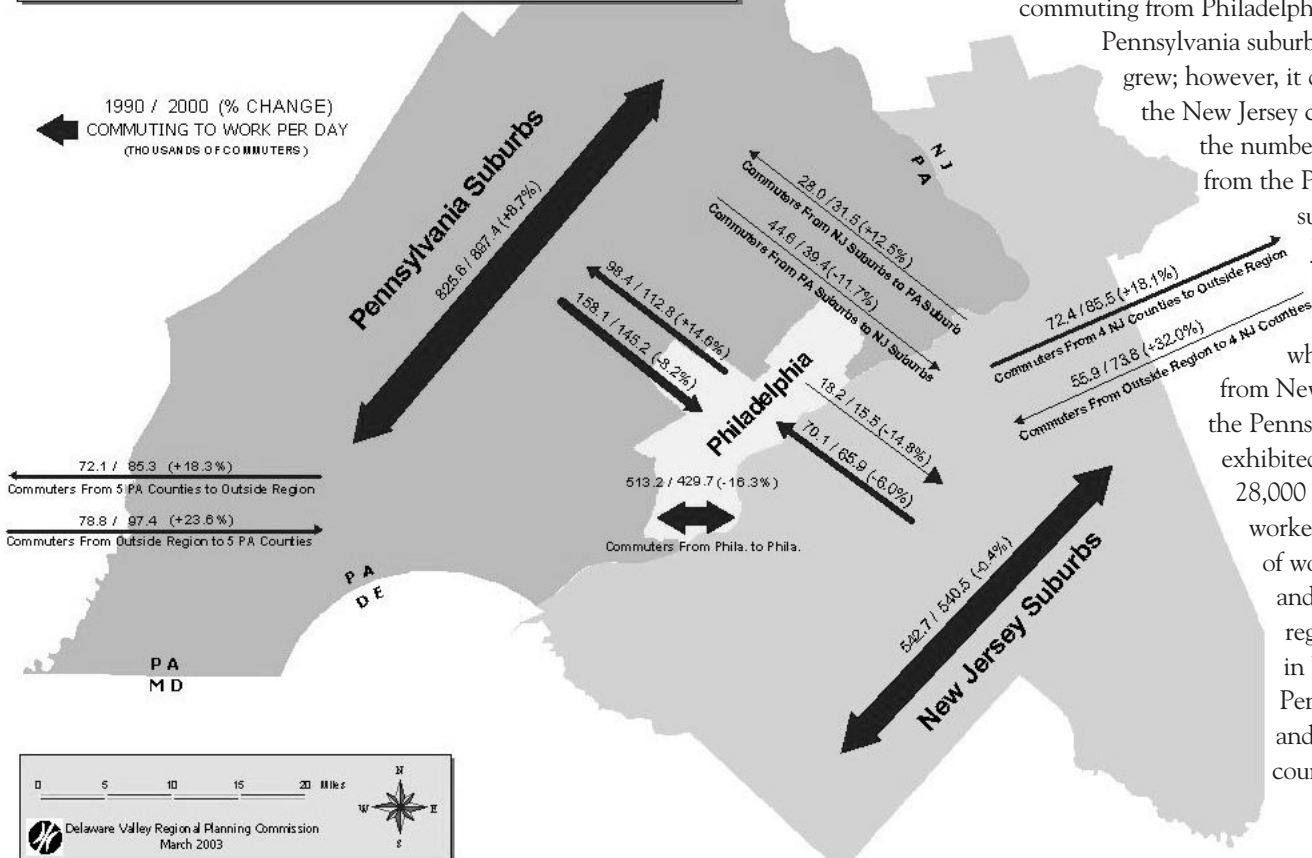 1990 / 2000 (% CHANGE)
COMMUTING TO WORK PER DAY
(THOUSANDS OF COMMUTERS)
Pennsylvania Suburbs
825.6 / 897.4 (+8.7%)
NJ
PA
28.0/31.5 (+12.5%)
Commuters From NJ Suburbs to PA Suburb
44.6/39.4 (-11.7%)
Commuters From PA Suburbs to NJ Suburbs
98.4/112.8 (+14.6%)
158.1/145.2 (-8.2%)
Philadelphia
18.2/15.5 (-14.8%)
70.1/65.9 (-6.0%)
72.4/85.5 (+18.1%)
Commuters From 4 NJ Counties to Outside Region
55.9/73.8 (+32.0%)
Commuters From Outside Region to 4 NJ Counties
72.1 / 85.3 (+18.3%)
Commuters From 5 PA Counties to Outside Region
78.8 / 97.4 (+23.6%)
Commuters From Outside Region to 5 PA Counties
513.2/429.7 (-16.3%)
Commuters From Phila. to Phila.
542.7/540.5 (-0.4%)
New Jersey Suburbs
PA
DE
PA
MD
0 5 10 15 20 Miles
N
W E
S
Delaware Valley Regional Planning Commission
March 2003
commuting from Philadelph
Pennsylvania suburb
grew; however, it
the New Jersey
the numbe
from the P
su
wh
from New
the Penns
exhibited
28,000
worke
of wo
and
reg
in
Per
and
coun